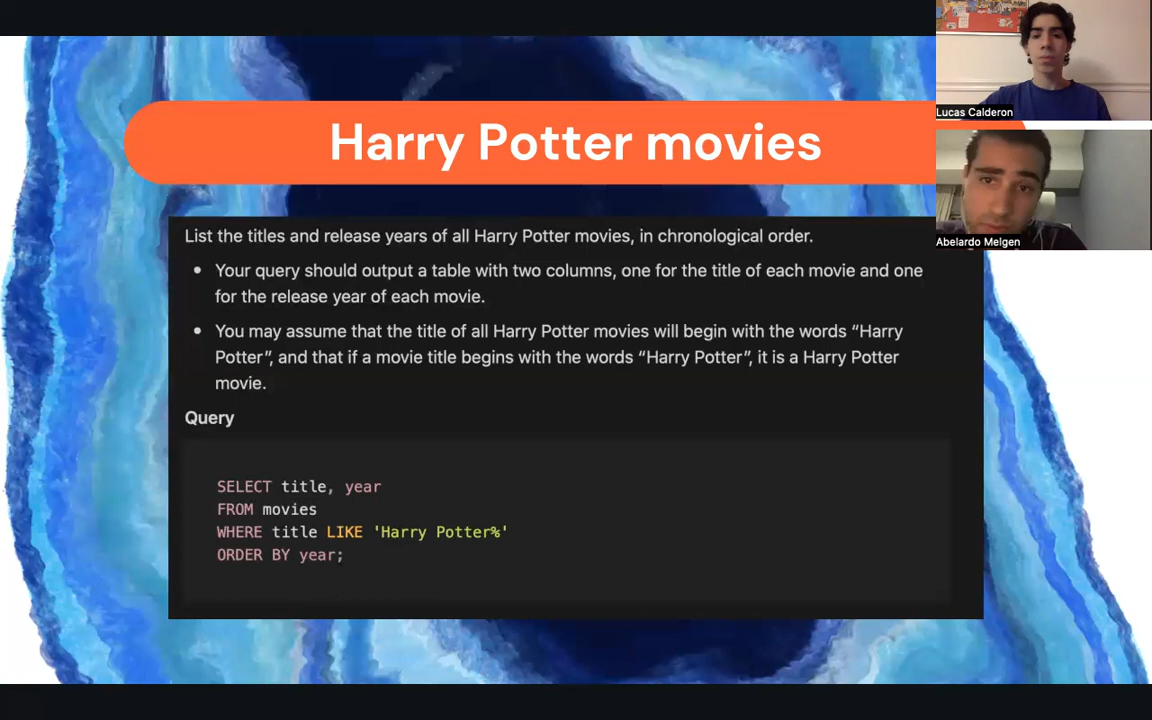 Harry Potter movies
Lucas Calderon
Abelardo Melgen
List the titles and release years of all Harry Potter movies, in chronological order.
• Your query should output a table with two columns, one for the title of each movie and one
for the release year of each movie.
• You may assume that the title of all Harry Potter movies will begin with the words “Harry
Potter”, and that if a movie title begins with the words “Harry Potter”, it is a Harry Potter
movie.
Query
SELECT title, year
FROM movies
WHERE title LIKE 'Harry Potter%'
ORDER BY year;